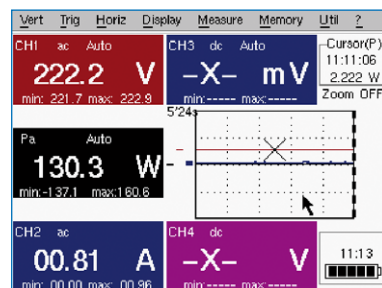 Vert Trig Horiz Display Measure Memory Util ?
CH1 ac Auto
222.2 V
min: 221.7 max: 222.9
CH3 dc Auto
-X- mV
min:----- max:-----
Cursor(P)
11:11:06
2.222 W
Zoom OFF
5'24s
Pa Auto
130.3 W
min:-137.1 max:160.6
CH2 ac
00.81 A
min: 00.00 max: 00.96
CH4 dc
-X- V
min:----- max:-----
11:13